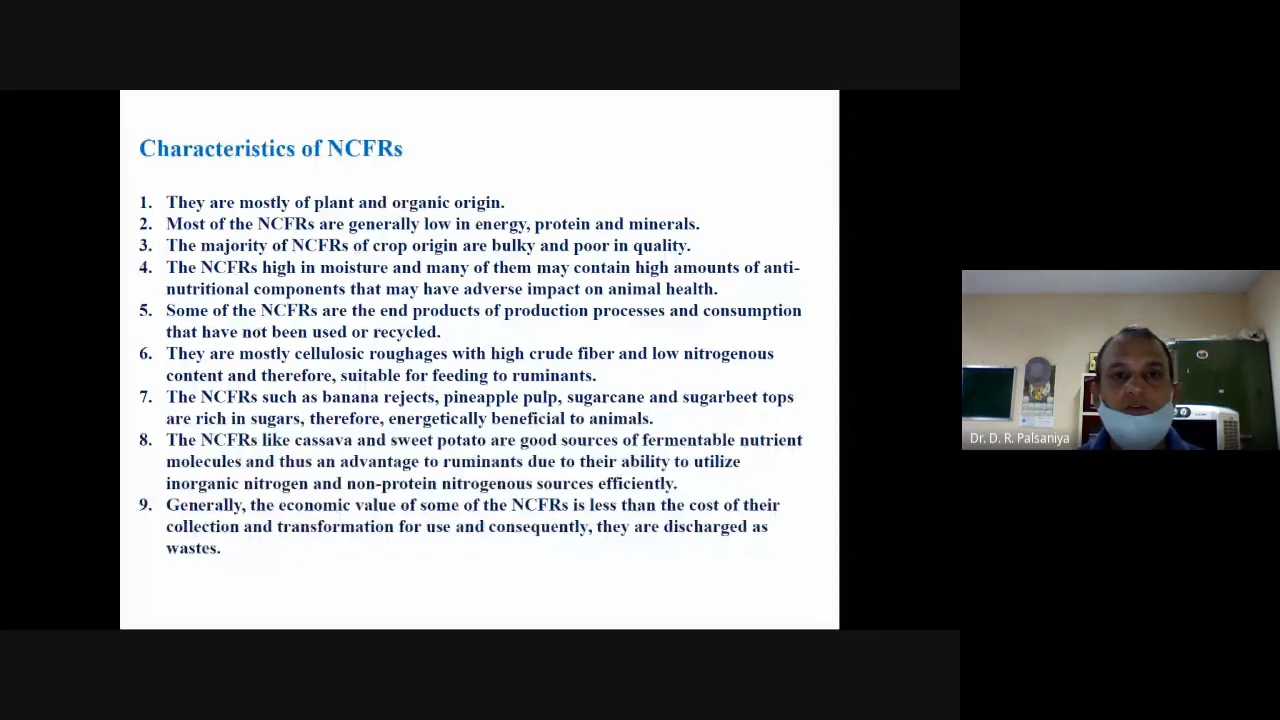 Characteristics of NCFRs
1. They are mostly of plant and organic origin.
2. Most of the NCFRs are generally low in energy, protein and minerals.
3. The majority of NCFRs of crop origin are bulky and poor in quality.
4. The NCFRs high in moisture and many of them may contain high amounts of anti-
nutritional components that may have adverse impact on animal health.
5. Some of the NCFRs are the end products of production processes and consumption
that have not been used or recycled.
6. They are mostly cellulosic roughages with high crude fiber and low nitrogenous
content and therefore, suitable for feeding to ruminants.
7. The NCFRs such as banana rejects, pineapple pulp, sugarcane and sugarbeet tops
are rich in sugars, therefore, energetically beneficial to animals.
8. The NCFRs like cassava and sweet potato are good sources of fermentable nutrient
molecules and thus an advantage to ruminants due to their ability to utilize
inorganic nitrogen and non-protein nitrogenous sources efficiently.
9. Generally, the economic value of some of the NCFRs is less than the cost of their
collection and transformation for use and consequently, they are discharged as
wastes.
Dr. D. R. Palsaniya